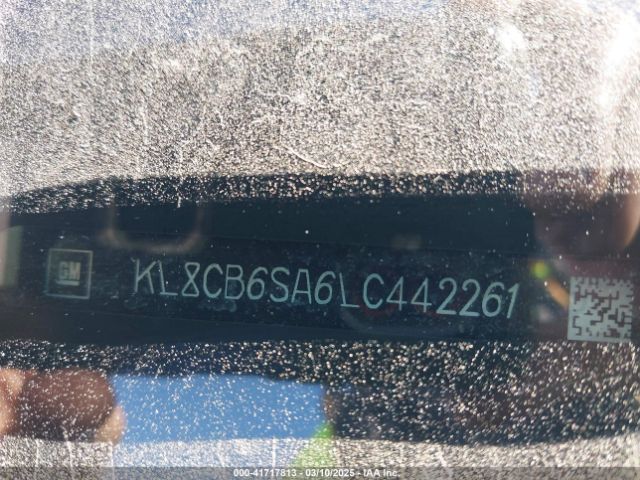 GM KL8CB6SA6LC442261
000-41717813 - 03/10/2025 - IAA Inc.